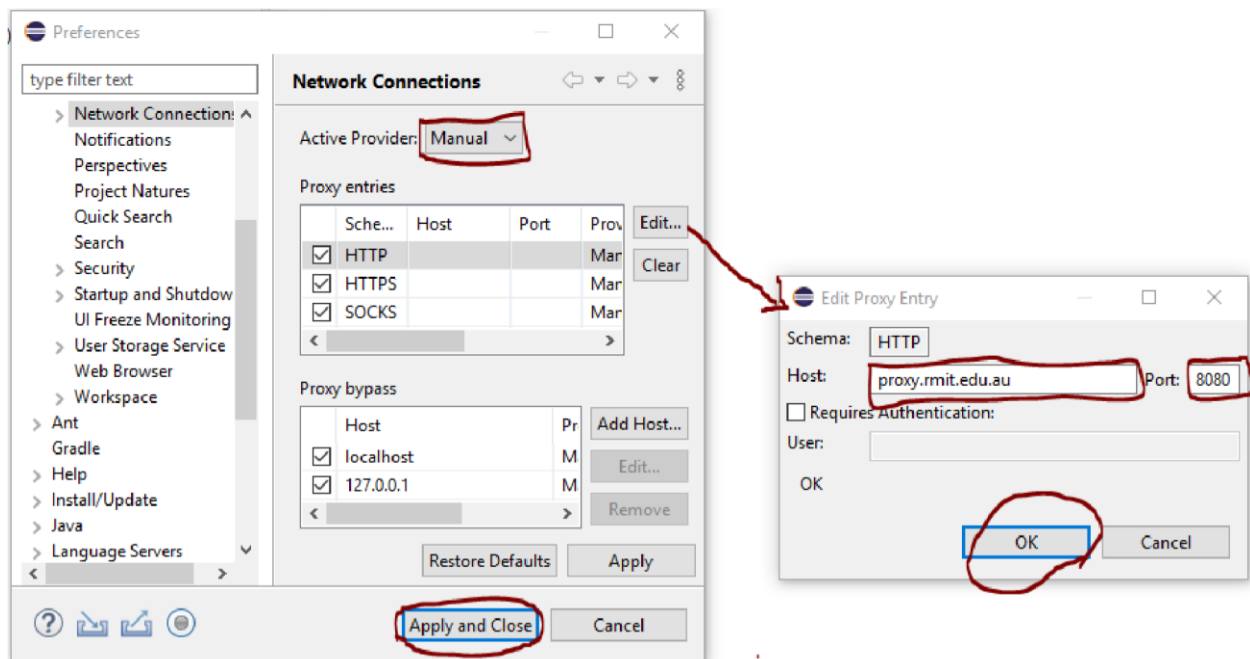 Preferences
type filter text
Network Connections
Notifications
Perspectives
Project Natures
Quick Search
Search
Security
Startup and Shutdow
UI Freeze Monitoring
User Storage Service
Web Browser
Workspace
Ant
Gradle
Help
Install/Update
Java
Language Servers
Network Connections
Active Provider: Manual
Proxy entries
Sche... Host Port Prov
HTTP Man
HTTPS Man
SOCKS Man
Edit...
Clear
Proxy bypass
Host Pr
localhost M
127.0.0.1 M
Add Host...
Edit...
Remove
Restore Defaults Apply
Apply and Close Cancel
Edit Proxy Entry
Schema: HTTP
Host: proxy.rmit.edu.au Port: 8080
Requires Authentication:
User:
OK
OK Cancel